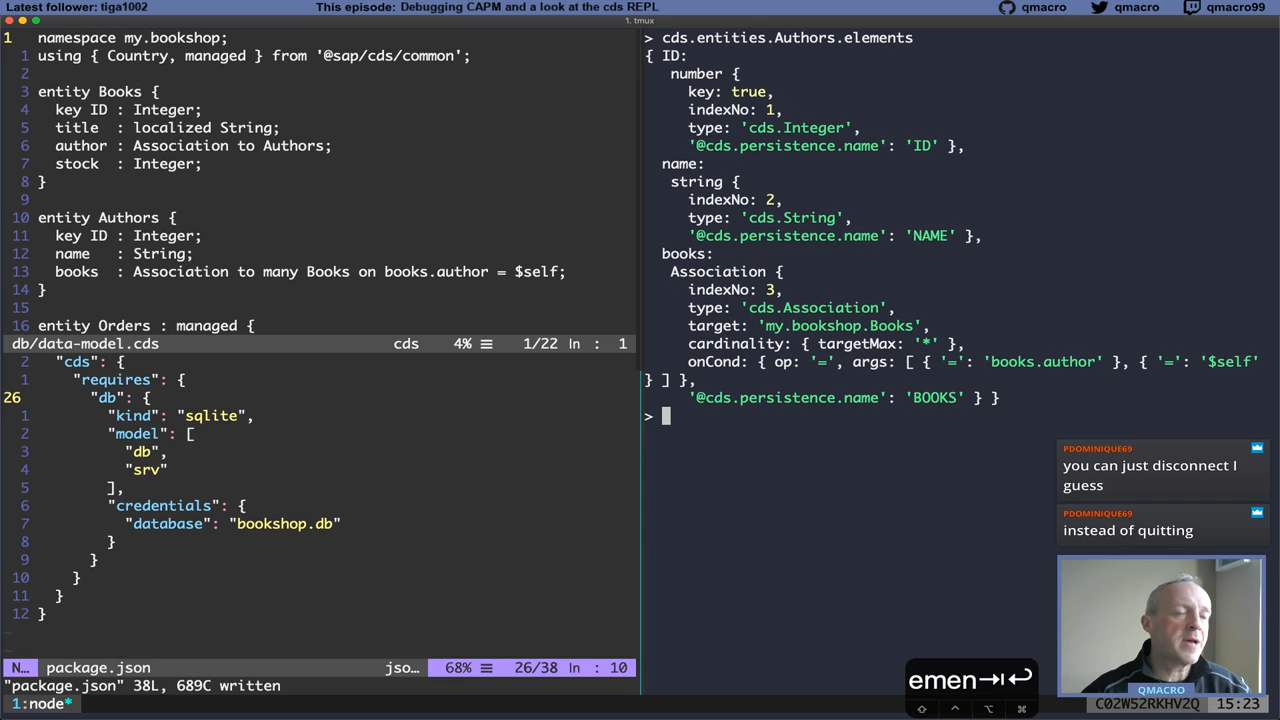 Latest follower: tiga1002
This episode: Debugging CAPM and a look at the cds REPL
qmacro
qmacro
qmacro99
1. tmux
1 namespace my.bookshop;
1 using { Country, managed } from '@sap/cds/common';
2
3 entity Books {
4 key ID : Integer;
5 title : localized String;
6 author : Association to Authors;
7 stock : Integer;
8 }
9
10 entity Authors {
11 key ID : Integer;
12 name : String;
13 books : Association to many Books on books.author = $self;
14 }
15
16 entity Orders : managed {
db/data-model.cds cds 4% ≡ 1/22 ln : 1
2 "cds": {
1 "requires": {
26 "db": {
1 "kind": "sqlite",
2 "model": [
3 "db",
4 "srv"
5 ],
6 "credentials": {
7 "database": "bookshop.db"
8 }
9 }
10 }
11 }
12 }
~
~
N… package.json jso… 68% ≡ 26/38 ln : 10
"package.json" 38L, 689C written
1:node*
> cds.entities.Authors.elements
{ ID:
number {
key: true,
indexNo: 1,
type: 'cds.Integer',
'@cds.persistence.name': 'ID' },
name:
string {
indexNo: 2,
type: 'cds.String',
'@cds.persistence.name': 'NAME' },
books:
Association {
indexNo: 3,
type: 'cds.Association',
target: 'my.bookshop.Books',
cardinality: { targetMax: '*' },
onCond: { op: '=', args: [ { '=': 'books.author' }, { '=': '$self'
} ] },
'@cds.persistence.name': 'BOOKS' } }
>
PDOMINIQUE69
you can just disconnect I
guess
PDOMINIQUE69
instead of quitting
emen⇥↩
⇧ ⌃ ⌥ ⌘
QMACRO
C02W52RKHV2Q 15:23